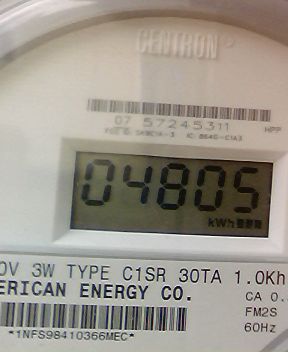 CENTRON
07 57245311 HPP
04805
kWh
0V 3W TYPE C1SR 30TA 1.0Kh
ERICAN ENERGY CO.
CA 0.
FM2S
60Hz
*1NFS98410366MEC*